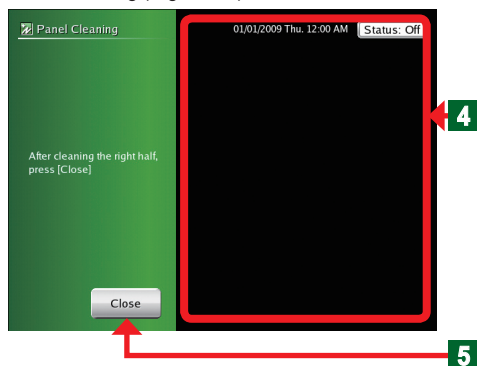 Panel Cleaning
01/01/2009 Thu. 12:00 AM
Status: Off
4
After cleaning the right half,
press [Close]
Close
5